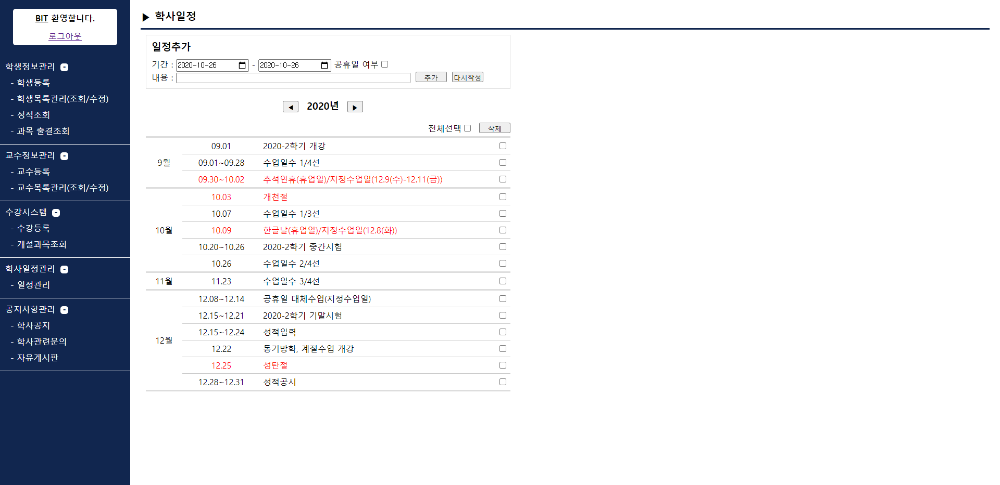 BIT 환영합니다.
로그아웃
학생정보관리 -
- 학생등록
- 학생목록관리(조회/수정)
- 성적조회
- 과목 출결조회
교수정보관리 -
- 교수등록
- 교수목록관리(조회/수정)
수강시스템 -
- 수강등록
- 개설과목조회
학사일정관리 -
- 일정관리
공지사항관리 -
- 학사공지
- 학사관련문의
- 자유게시판
▶ 학사일정
일정추가
기간 : 2020-10-26 - 2020-10-26 공휴일 여부
내용 : 추가 다시작성
◀ 2020년 ▶
전체선택 삭제
9월
09.01 2020-2학기 개강
09.01~09.28 수업일수 1/4선
09.30~10.02 추석연휴(휴업일)/지정수업일(12.9(수)-12.11(금))
10월
10.03 개천절
10.07 수업일수 1/3선
10.09 한글날(휴업일)/지정수업일(12.8(화))
10.20~10.26 2020-2학기 중간시험
10.26 수업일수 2/4선
11월 11.23 수업일수 3/4선
12월
12.08~12.14 공휴일 대체수업(지정수업일)
12.15~12.21 2020-2학기 기말시험
12.15~12.24 성적입력
12.22 동기방학, 계절수업 개강
12.25 성탄절
12.28~12.31 성적공시